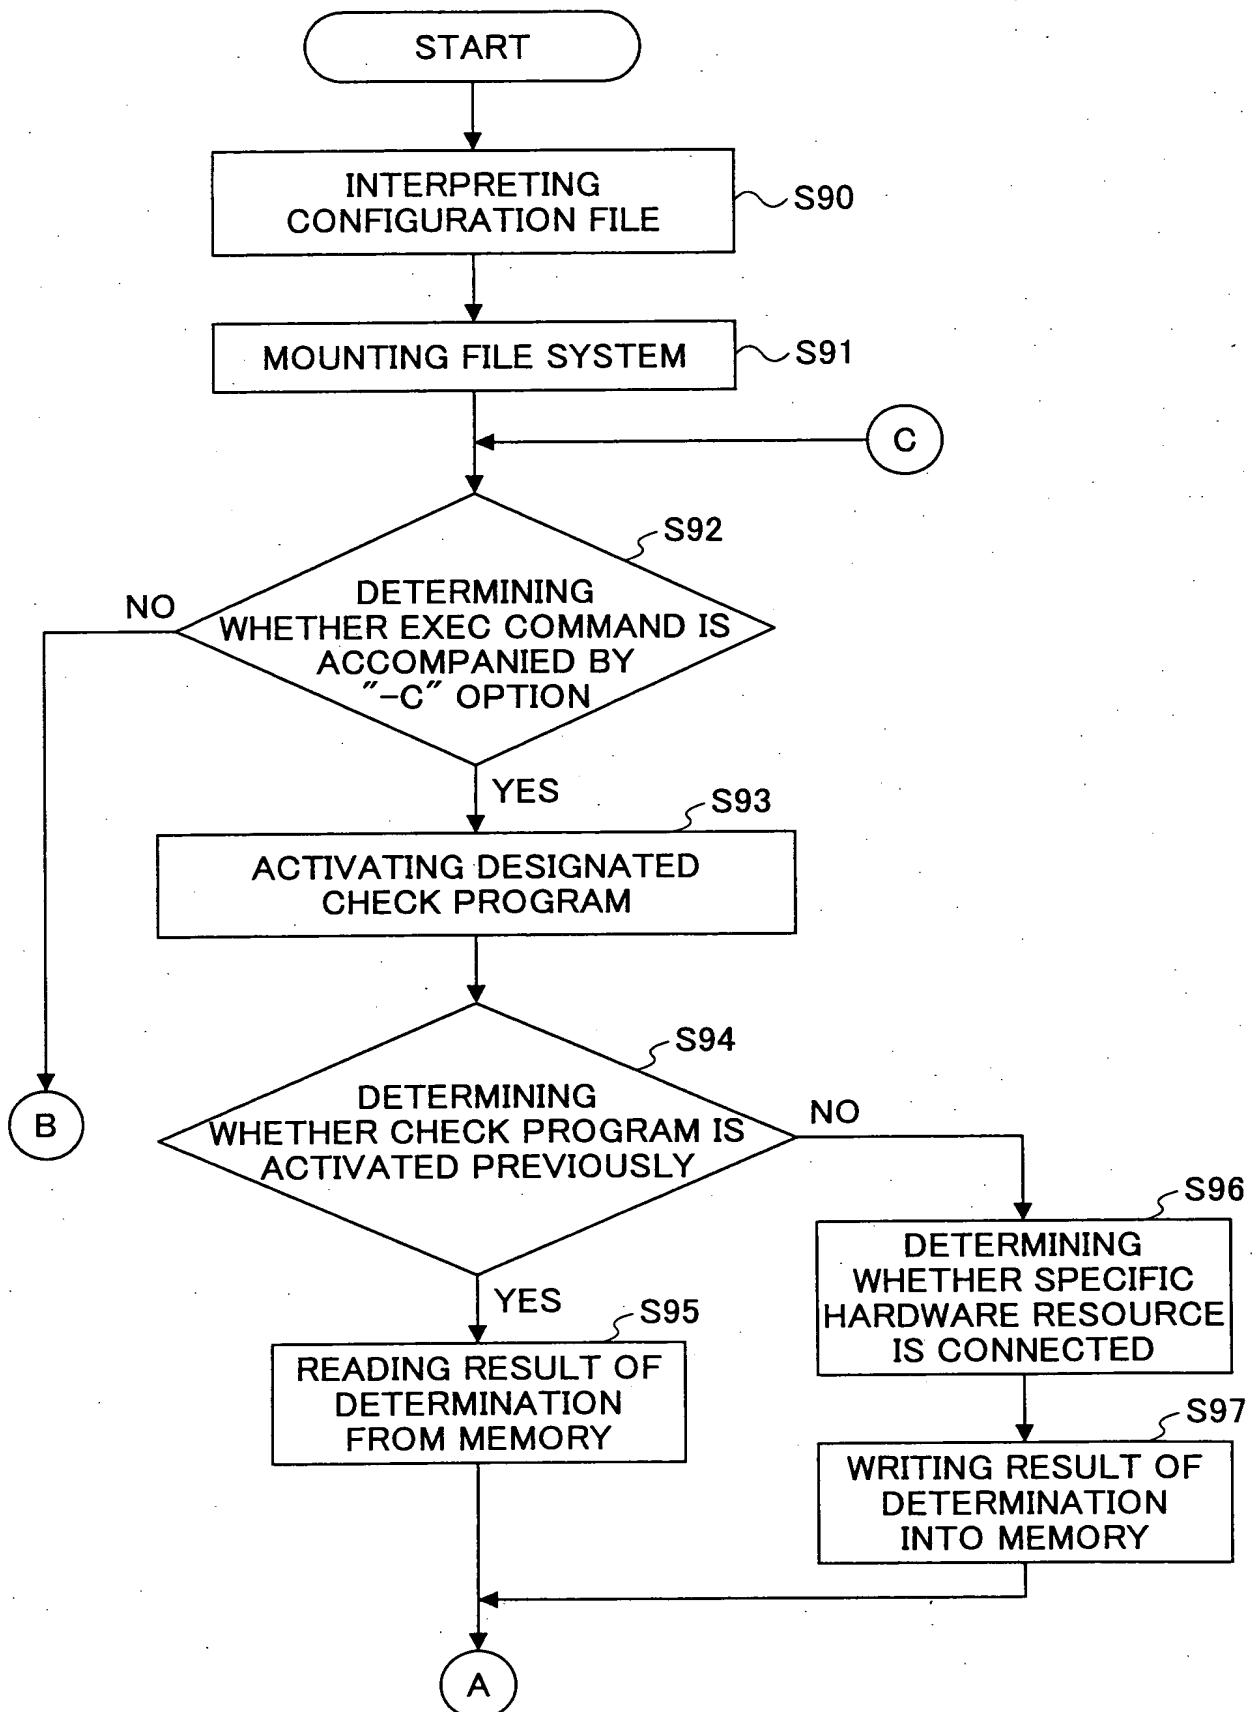 START
INTERPRETING
CONFIGURATION FILE
S90
MOUNTING FILE SYSTEM
S91
C
S92
DETERMINING
WHETHER EXEC COMMAND IS
ACCOMPANIED BY
"-C" OPTION
NO
YES
S93
ACTIVATING DESIGNATED
CHECK PROGRAM
S94
DETERMINING
WHETHER CHECK PROGRAM IS
ACTIVATED PREVIOUSLY
NO
B
S96
DETERMINING
WHETHER SPECIFIC
HARDWARE RESOURCE
IS CONNECTED
YES
S95
READING RESULT OF
DETERMINATION
FROM MEMORY
S97
WRITING RESULT OF
DETERMINATION
INTO MEMORY
A